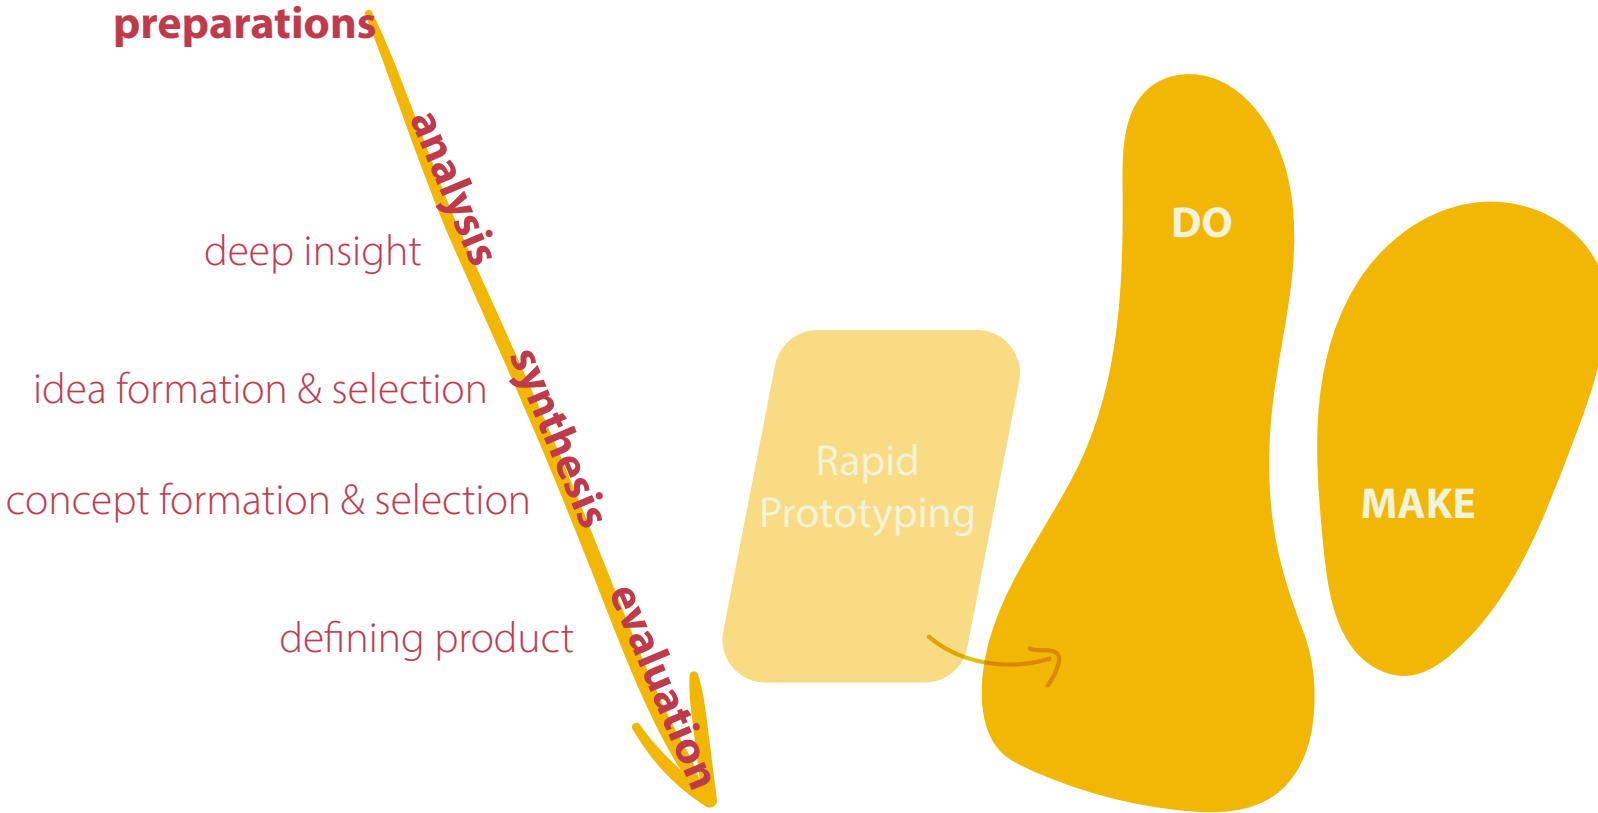 preparations
analysis
deep insight
synthesis
idea formation & selection
concept formation & selection
evaluation
defining product
Rapid
Prototyping
DO
MAKE